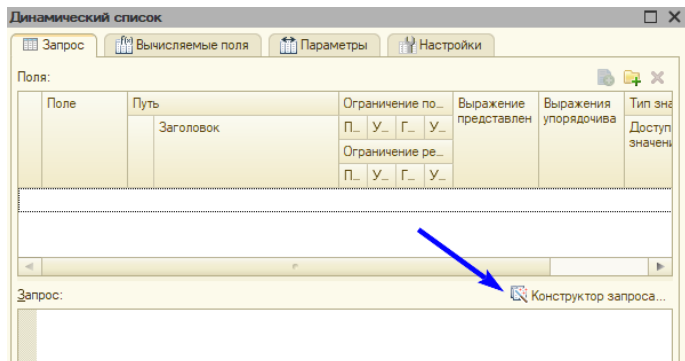 Динамический список
Запрос Вычисляемые поля Параметры Настройки
Поля:
Поле Путь Ограничение по... Выражение Выражения Тип зна
Заголовок П... У... Г... У... представлен упорядочива Доступ
Ограничение ре... значени
П... У... Г... У...
Запрос: Конструктор запроса...